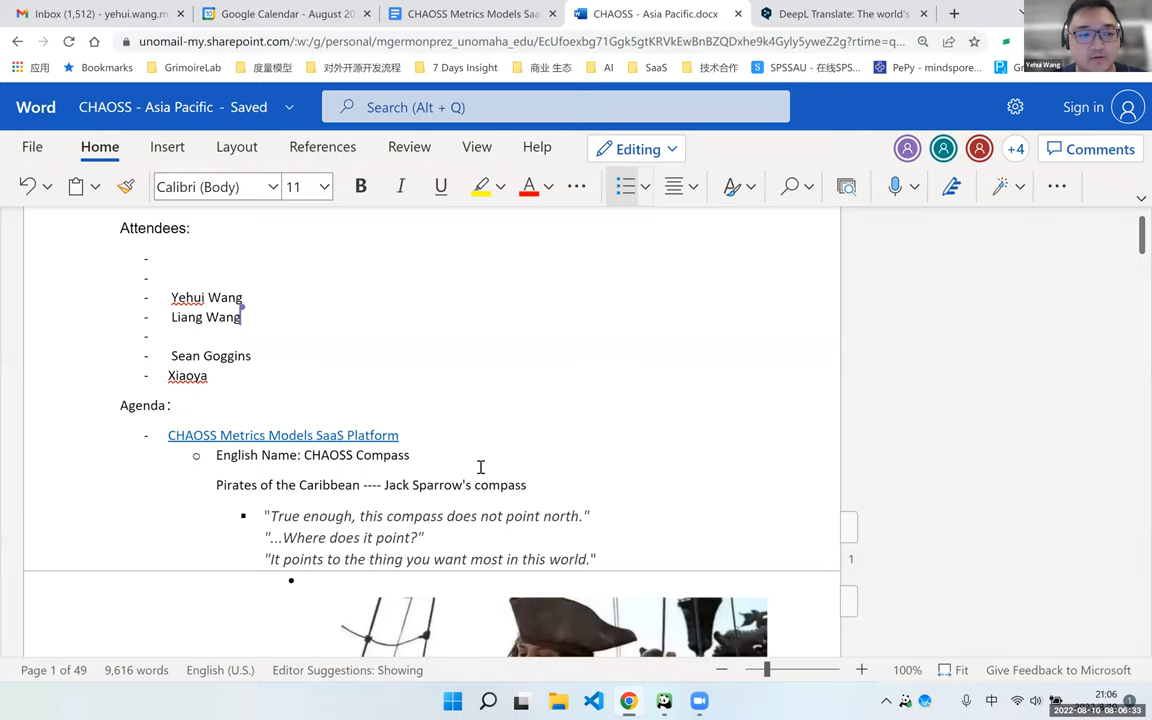 Inbox (1,512) - yehui.wang.m
Google Calendar - August 20
CHAOSS Metrics Models Saa
CHAOSS - Asia Pacific.docx
DeepL Translate: The world's
unomail-my.sharepoint.com/:w:/g/personal/mgermonprez_unomaha_edu/EcUfoexbg71Ggk5gtKRVkEwBnBZQDxhe9k4Gyly5yweZ2g?rtime=q...
应用
Bookmarks
GrimoireLab
度量模型
对外开源开发流程
7 Days Insight
商业 生态
AI
SaaS
技术合作
SPSSAU - 在线SPS...
PePy - mindspore...
Yehui Wang
Word
CHAOSS - Asia Pacific - Saved
Search (Alt + Q)
Sign in
File
Home
Insert
Layout
References
Review
View
Help
Editing
+4
Comments
Calibri (Body)
11
B
I
U
Attendees:
-
-
- Yehui Wang
- Liang Wang
-
- Sean Goggins
- Xiaoya
Agenda：
- CHAOSS Metrics Models SaaS Platform
o English Name: CHAOSS Compass
Pirates of the Caribbean ---- Jack Sparrow's compass
▪ "True enough, this compass does not point north."
"...Where does it point?"
"It points to the thing you want most in this world."
•
1
Page 1 of 49
9,616 words
English (U.S.)
Editor Suggestions: Showing
100%
Fit
Give Feedback to Microsoft
中
21:06
2022-08-10 08:06:33